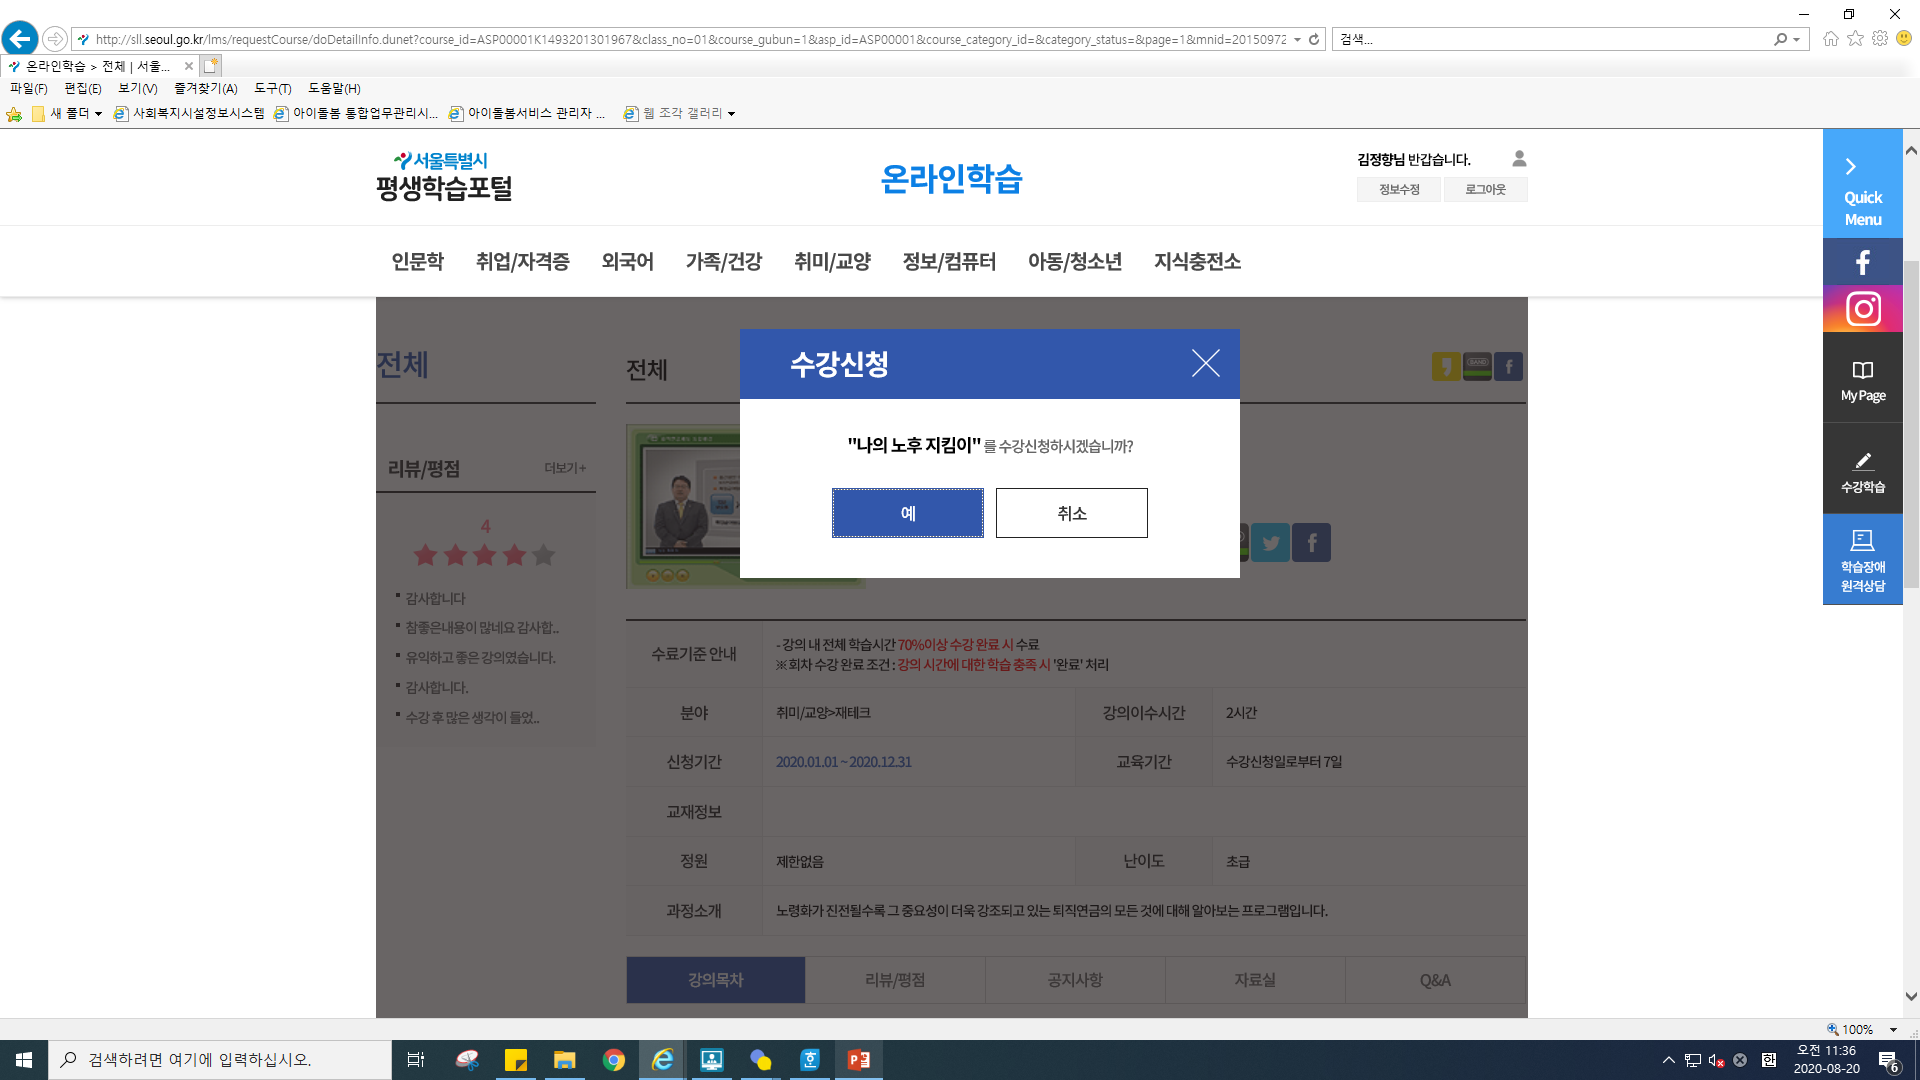 http://sll.seoul.go.kr/lms/requestCourse/doDetailInfo.dunet?course_id=ASP00001K1493201301967&class_no=01&course_gubun=1&asp_id=ASP00001&course_category_id=&category_status=&page=1&mnid=20150972
검색...
온라인학습 > 전체 | 서울...
파일(F) 편집(E) 보기(V) 즐겨찾기(A) 도구(T) 도움말(H)
새 폴더 사회복지시설정보시스템 아이돌봄 통합업무관리시... 아이돌봄서비스 관리자 ... 웹 조각 갤러리
서울특별시
평생학습포털
온라인학습
김정향님 반갑습니다.
정보수정 로그아웃
Quick
Menu
인문학 취업/자격증 외국어 가족/건강 취미/교양 정보/컴퓨터 아동/청소년 지식충전소
My Page
수강학습
학습장애
원격상담
전체
전체
수강신청
"나의 노후 지킴이" 를 수강신청하시겠습니까?
예 취소
리뷰/평점 더보기 +
4
감사합니다
참좋은내용이 많네요 감사합..
유익하고 좋은 강의였습니다.
감사합니다.
수강 후 많은 생각이 들었..
수료기준 안내
- 강의 내 전체 학습시간 70%이상 수강 완료 시 수료
※회차 수강 완료 조건 : 강의 시간에 대한 학습 충족 시 '완료' 처리
분야 취미/교양>재테크 강의이수시간 2시간
신청기간 2020.01.01 ~ 2020.12.31 교육기간 수강신청일로부터 7일
교재정보
정원 제한없음 난이도 초급
과정소개 노령화가 진전될수록 그 중요성이 더욱 강조되고 있는 퇴직연금의 모든 것에 대해 알아보는 프로그램입니다.
강의목차 리뷰/평점 공지사항 자료실 Q&A
100%
검색하려면 여기에 입력하십시오.
한
오전 11:36
2020-08-20
6